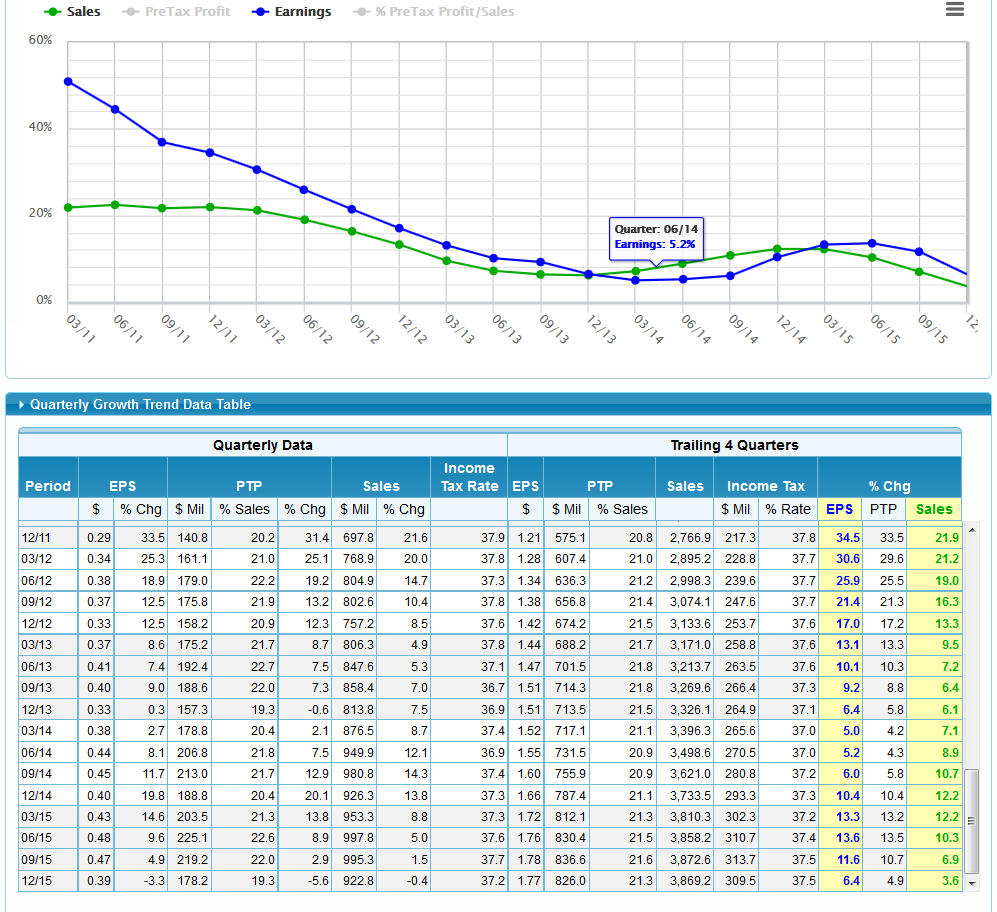 Sales PreTax Profit Earnings % PreTax Profit/Sales
60%
40%
20%
0%
Quarter: 06/14
Earnings: 5.2%
03/11 06/11 09/11 12/11 03/12 06/12 09/12 12/12 03/13 06/13 09/13 12/13 03/14 06/14 09/14 12/14 03/15 06/15 09/15 12,
Quarterly Growth Trend Data Table
Quarterly Data Trailing 4 Quarters
Income
Period EPS PTP Sales Tax Rate EPS PTP Sales Income Tax % Chg
$ % Chg $ Mil % Sales % Chg $ Mil % Chg $ $ Mil % Sales $ Mil % Rate EPS PTP Sales
12/11 0.29 33.5 140.8 20.2 31.4 697.8 21.6 37.9 1.21 575.1 20.8 2,766.9 217.3 37.8 34.5 33.5 21.9
03/12 0.34 25.3 161.1 21.0 25.1 768.9 20.0 37.8 1.28 607.4 21.0 2,895.2 228.8 37.7 30.6 29.6 21.2
06/12 0.38 18.9 179.0 22.2 19.2 804.9 14.7 37.3 1.34 636.3 21.2 2,998.3 239.6 37.7 25.9 25.5 19.0
09/12 0.37 12.5 175.8 21.9 13.2 802.6 10.4 37.8 1.38 656.8 21.4 3,074.1 247.6 37.7 21.4 21.3 16.3
12/12 0.33 12.5 158.2 20.9 12.3 757.2 8.5 37.6 1.42 674.2 21.5 3,133.6 253.7 37.6 17.0 17.2 13.3
03/13 0.37 8.6 175.2 21.7 8.7 806.3 4.9 37.8 1.44 688.2 21.7 3,171.0 258.8 37.6 13.1 13.3 9.5
06/13 0.41 7.4 192.4 22.7 7.5 847.6 5.3 37.1 1.47 701.5 21.8 3,213.7 263.5 37.6 10.1 10.3 7.2
09/13 0.40 9.0 188.6 22.0 7.3 858.4 7.0 36.7 1.51 714.3 21.8 3,269.6 266.4 37.3 9.2 8.8 6.4
12/13 0.33 0.3 157.3 19.3 -0.6 813.8 7.5 36.9 1.51 713.5 21.5 3,326.1 264.9 37.1 6.4 5.8 6.1
03/14 0.38 2.7 178.8 20.4 2.1 876.5 8.7 37.4 1.52 717.1 21.1 3,396.3 265.6 37.0 5.0 4.2 7.1
06/14 0.44 8.1 206.8 21.8 7.5 949.9 12.1 36.9 1.55 731.5 20.9 3,498.6 270.5 37.0 5.2 4.3 8.9
09/14 0.45 11.7 213.0 21.7 12.9 980.8 14.3 37.4 1.60 755.9 20.9 3,621.0 280.8 37.2 6.0 5.8 10.7
12/14 0.40 19.8 188.8 20.4 20.1 926.3 13.8 37.3 1.66 787.4 21.1 3,733.5 293.3 37.3 10.4 10.4 12.2
03/15 0.43 14.6 203.5 21.3 13.8 953.3 8.8 37.3 1.72 812.1 21.3 3,810.3 302.3 37.2 13.3 13.2 12.2
06/15 0.48 9.6 225.1 22.6 8.9 997.8 5.0 37.6 1.76 830.4 21.5 3,858.2 310.7 37.4 13.6 13.5 10.3
09/15 0.47 4.9 219.2 22.0 2.9 995.3 1.5 37.7 1.78 836.6 21.6 3,872.6 313.7 37.5 11.6 10.7 6.9
12/15 0.39 -3.3 178.2 19.3 -5.6 922.8 -0.4 37.2 1.77 826.0 21.3 3,869.2 309.5 37.5 6.4 4.9 3.6